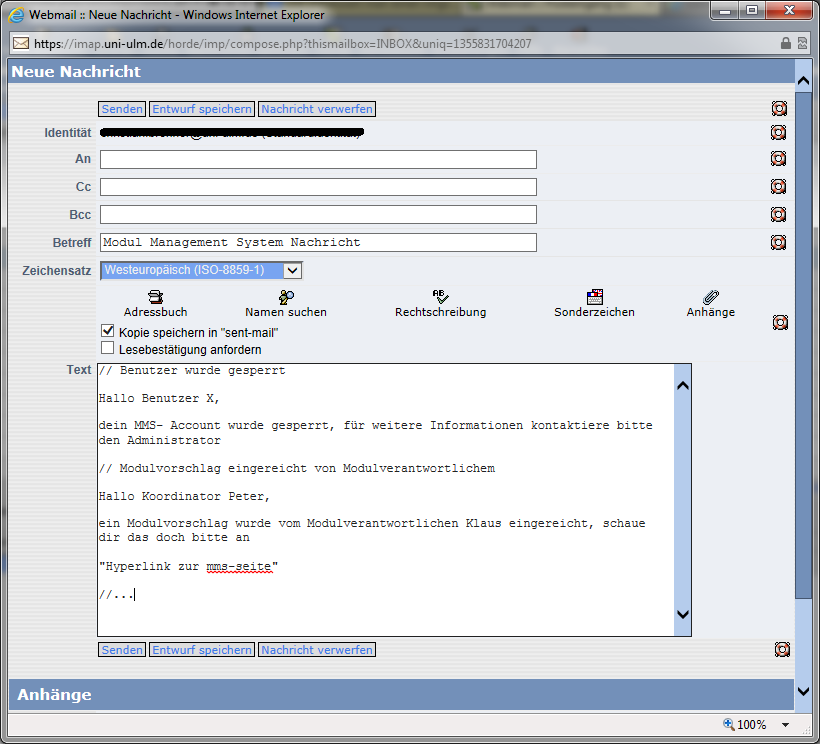 Webmail :: Neue Nachricht - Windows Internet Explorer
https://imap.uni-ulm.de/horde/imp/compose.php?thismailbox=INBOX&uniq=1355831704207
Neue Nachricht
Senden Entwurf speichern Nachricht verwerfen
Identität
An
Cc
Bcc
Betreff Modul Management System Nachricht
Zeichensatz Westeuropäisch (ISO-8859-1)
Adressbuch Namen suchen Rechtschreibung Sonderzeichen Anhänge
Kopie speichern in "sent-mail"
Lesebestätigung anfordern
Text // Benutzer wurde gesperrt
Hallo Benutzer X,
dein MMS- Account wurde gesperrt, für weitere Informationen kontaktiere bitte
den Administrator
// Modulvorschlag eingereicht von Modulverantwortlichem
Hallo Koordinator Peter,
ein Modulvorschlag wurde vom Modulverantwortlichen Klaus eingereicht, schaue
dir das doch bitte an
"Hyperlink zur mms-seite"
//...
Senden Entwurf speichern Nachricht verwerfen
Anhänge
100%